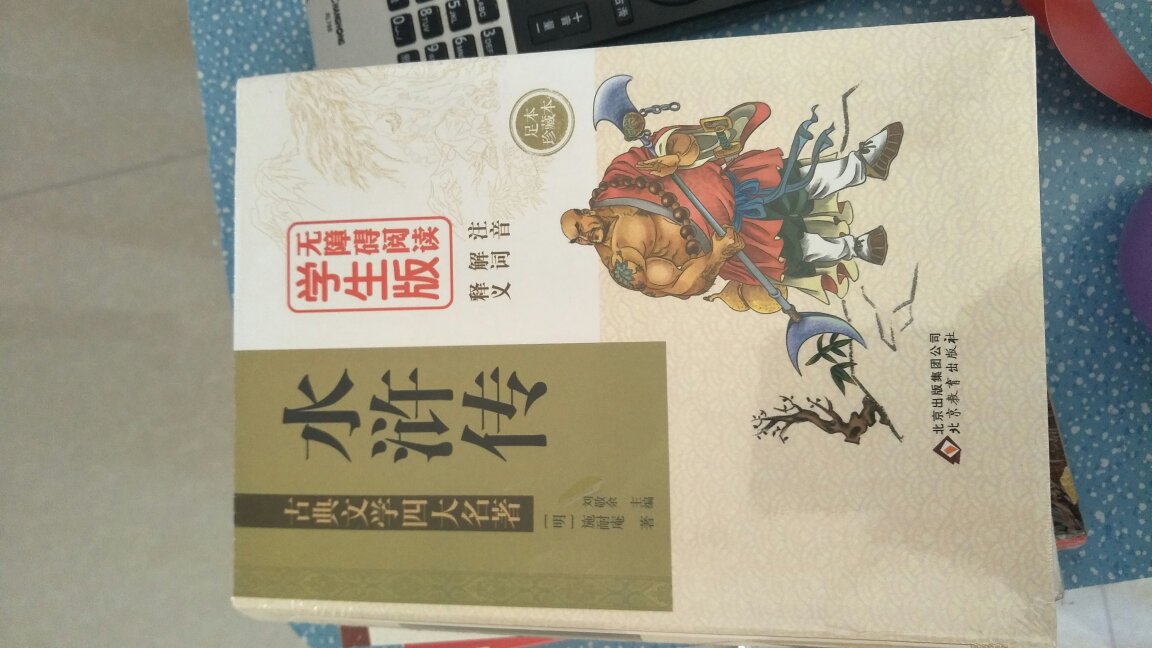 古典文学四大名著
水浒传
[明] 施耐庵 著
刘敬余 主编
无障碍阅读
学生版
注音
解词
释义
足本
珍藏本
北京出版集团公司
北京教育出版社
CHANGHONG